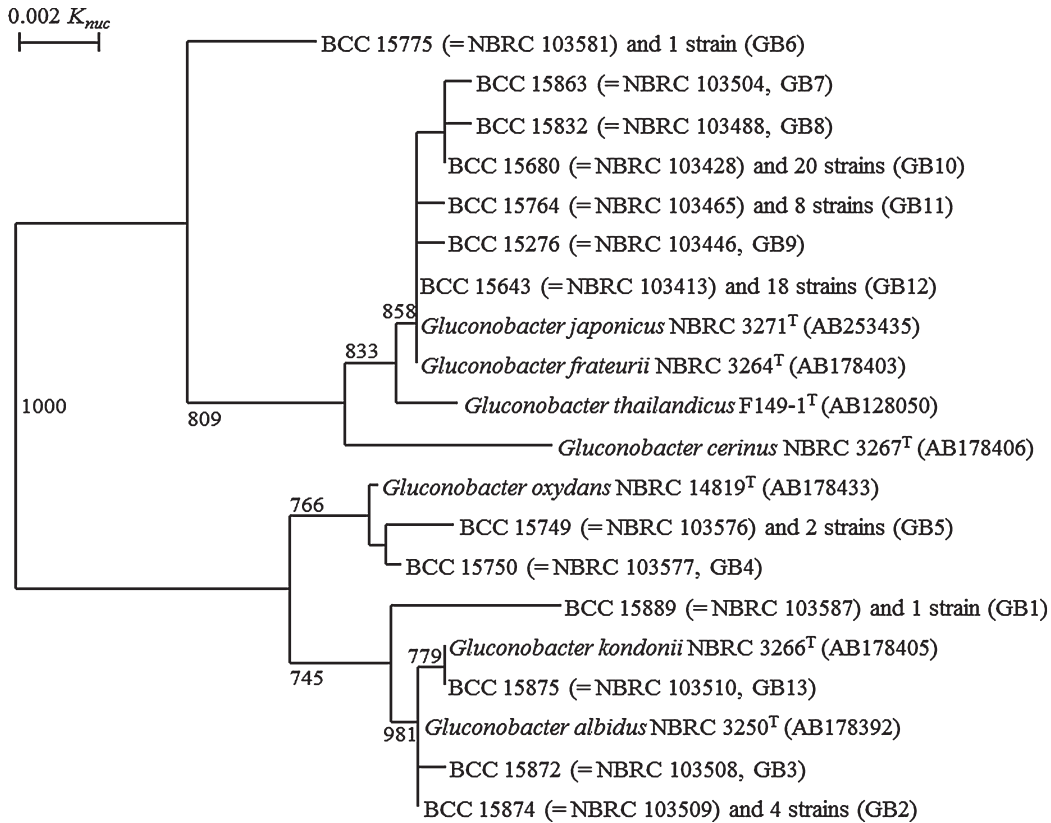 0.002 Knuc
BCC 15775 (=NBRC 103581) and 1 strain (GB6)
BCC 15863 (=NBRC 103504, GB7)
BCC 15832 (=NBRC 103488, GB8)
BCC 15680 (=NBRC 103428) and 20 strains (GB10)
BCC 15764 (=NBRC 103465) and 8 strains (GB11)
BCC 15276 (=NBRC 103446, GB9)
BCC 15643 (=NBRC 103413) and 18 strains (GB12)
858
Gluconobacter japonicus NBRC 3271ᵀ (AB253435)
833
Gluconobacter frateurii NBRC 3264ᵀ (AB178403)
Gluconobacter thailandicus F149-1ᵀ (AB128050)
1000
809
Gluconobacter cerinus NBRC 3267ᵀ (AB178406)
Gluconobacter oxydans NBRC 14819ᵀ (AB178433)
766
BCC 15749 (=NBRC 103576) and 2 strains (GB5)
BCC 15750 (=NBRC 103577, GB4)
BCC 15889 (=NBRC 103587) and 1 strain (GB1)
Gluconobacter kondonii NBRC 3266ᵀ (AB178405)
779
745
BCC 15875 (=NBRC 103510, GB13)
Gluconobacter albidus NBRC 3250ᵀ (AB178392)
981
BCC 15872 (=NBRC 103508, GB3)
BCC 15874 (=NBRC 103509) and 4 strains (GB2)